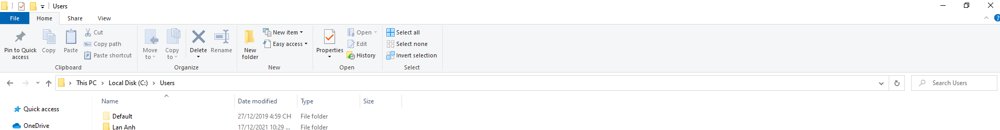 Users
File Home Share View
Pin to Quick access
Copy
Paste
Cut
Copy path
Paste shortcut
Clipboard
Move to
Copy to
Delete
Rename
Organize
New folder
New item
Easy access
New
Properties
Open
Edit
History
Open
Select all
Select none
Invert selection
Select
This PC > Local Disk (C:) > Users
Search Users
Quick access
OneDrive
Name Date modified Type Size
Default 27/12/2019 4:59 CH File folder
Lan Anh 17/12/2021 10:29 ... File folder